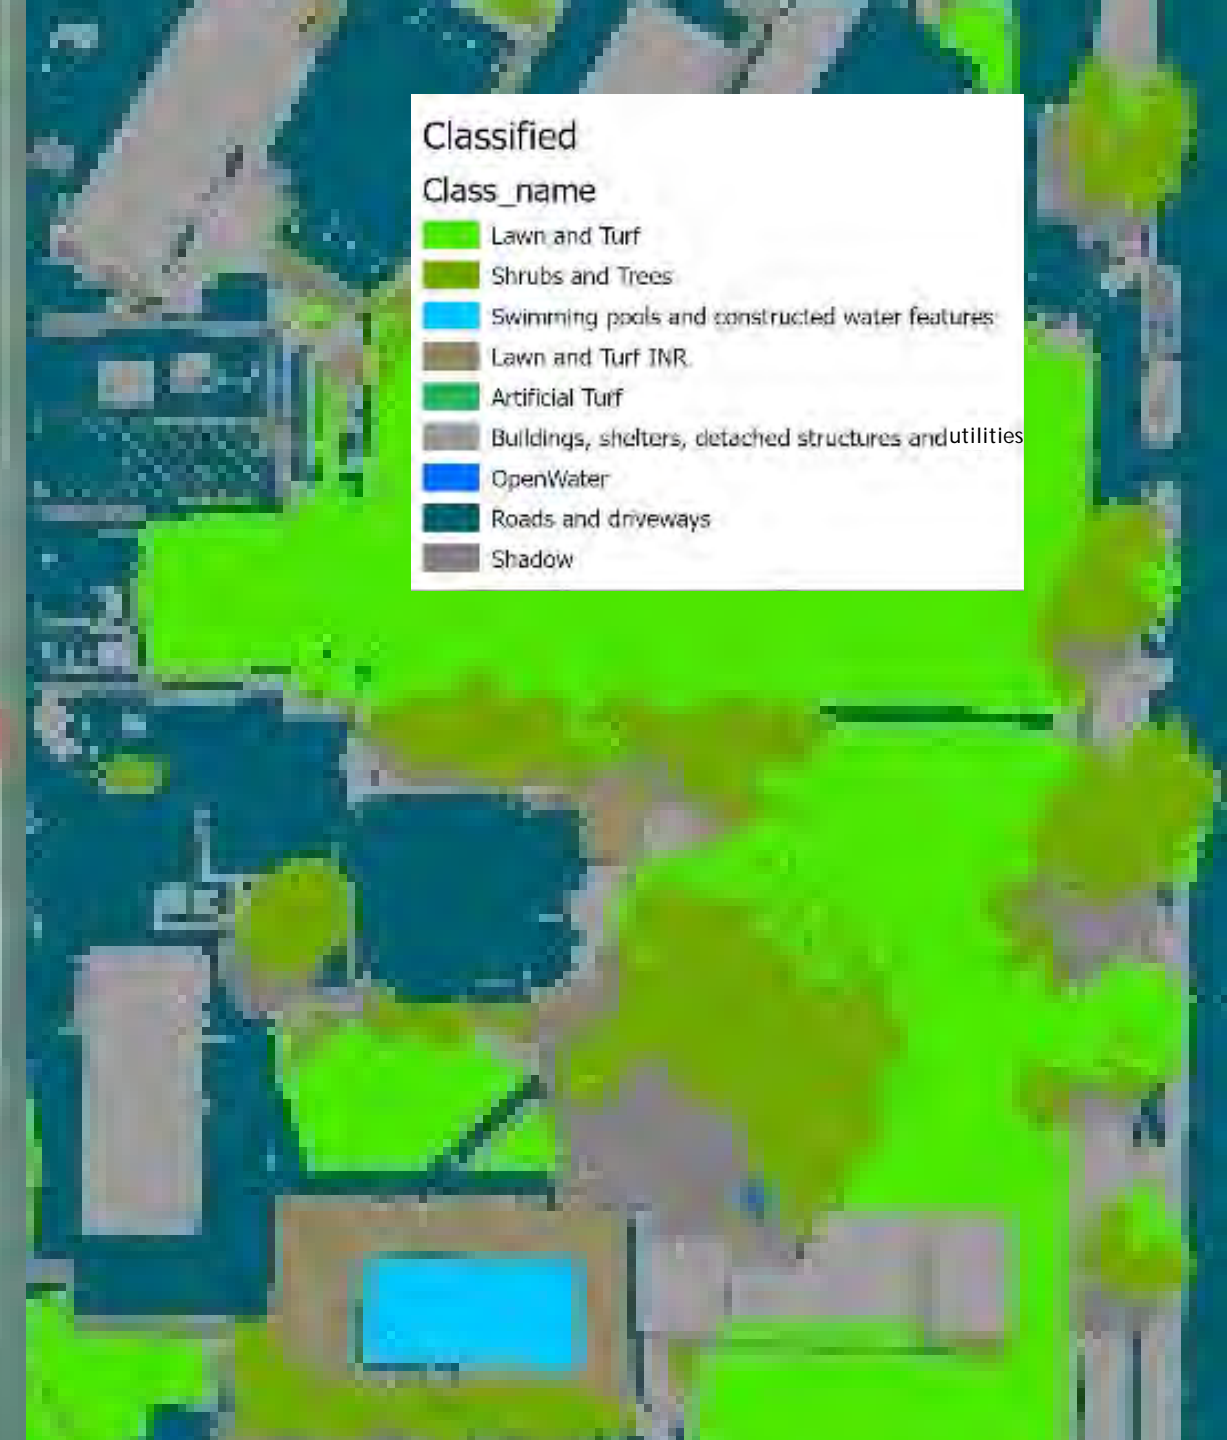 Classified
Class_name
Lawn and Turf
Shrubs and Trees
Swimming pools and constructed water features
Lawn and Turf INR
Artificial Turf
Buildings, shelters, detached structures andutilities
OpenWater
Roads and driveways
Shadow